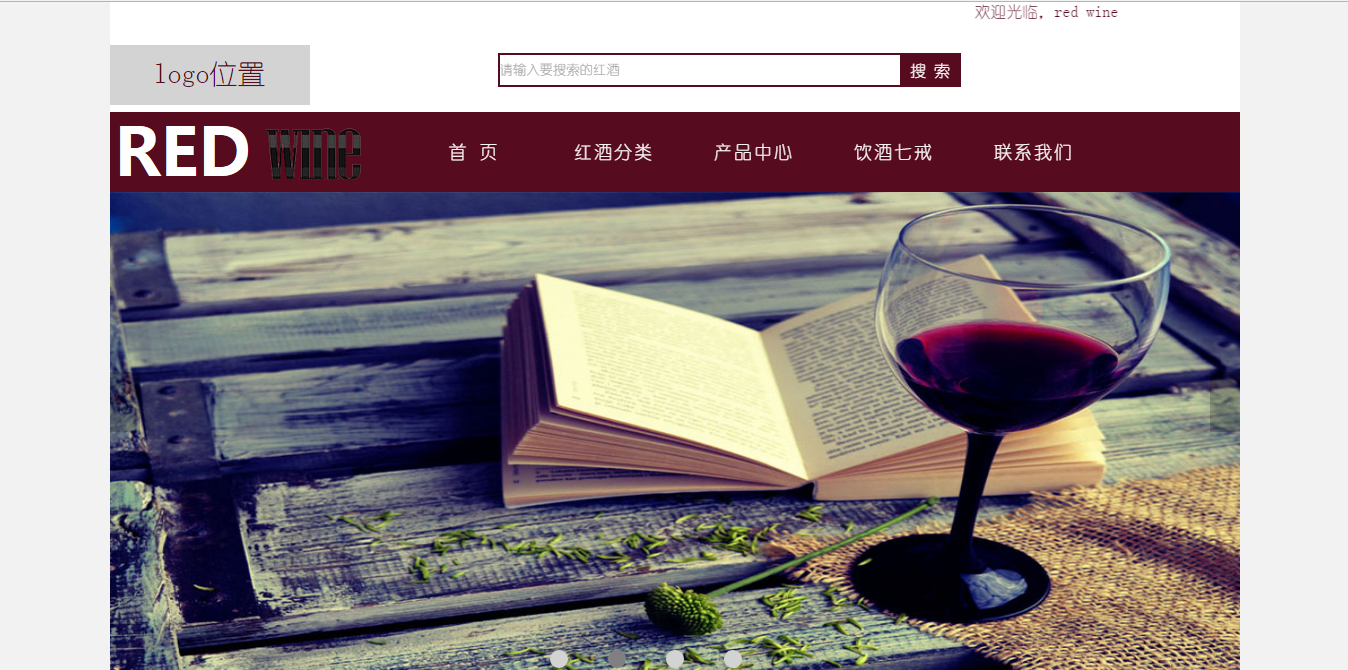 欢迎光临，red wine
logo位置
请输入要搜索的红酒
搜 索
RED wine
首 页 红酒分类 产品中心 饮酒七戒 联系我们